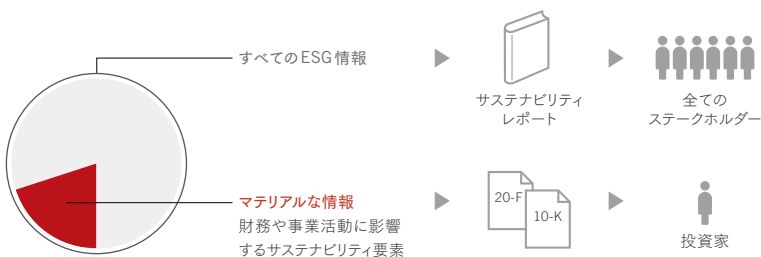 すべてのESG情報
サステナビリティ
レポート
全ての
ステークホルダー
マテリアルな情報
財務や事業活動に影響
するサステナビリティ要素
20-F
10-K
投資家